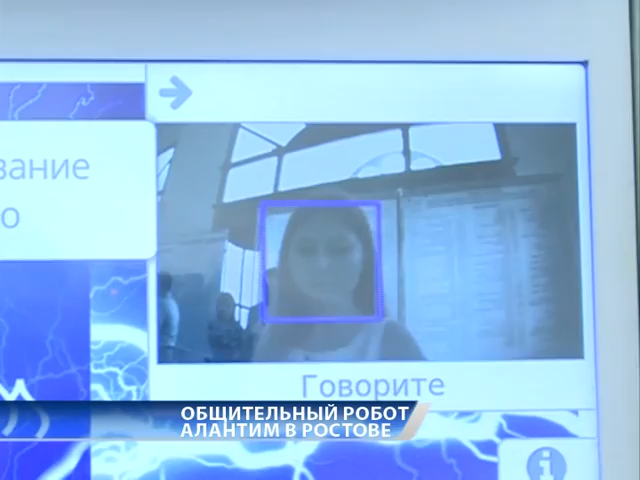 вание
о
Говорите
ОБЩИТЕЛЬНЫЙ РОБОТ
АЛАНТИМ В РОСТОВЕ